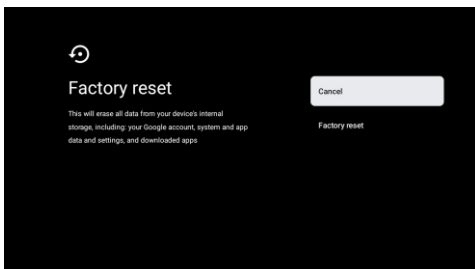 Factory reset
This will erase all data from your device's internal
storage, including: your Google account, system and app
data and settings, and downloaded apps
Cancel
Factory reset